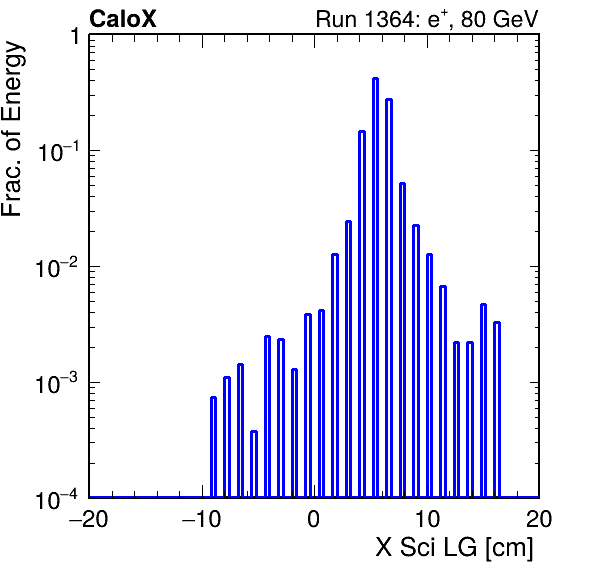 CaloX Run 1364: e⁺, 80 GeV
Frac. of Energy
1
10⁻¹
10⁻²
10⁻³
10⁻⁴
−20 −10 0 10 20
X Sci LG [cm]